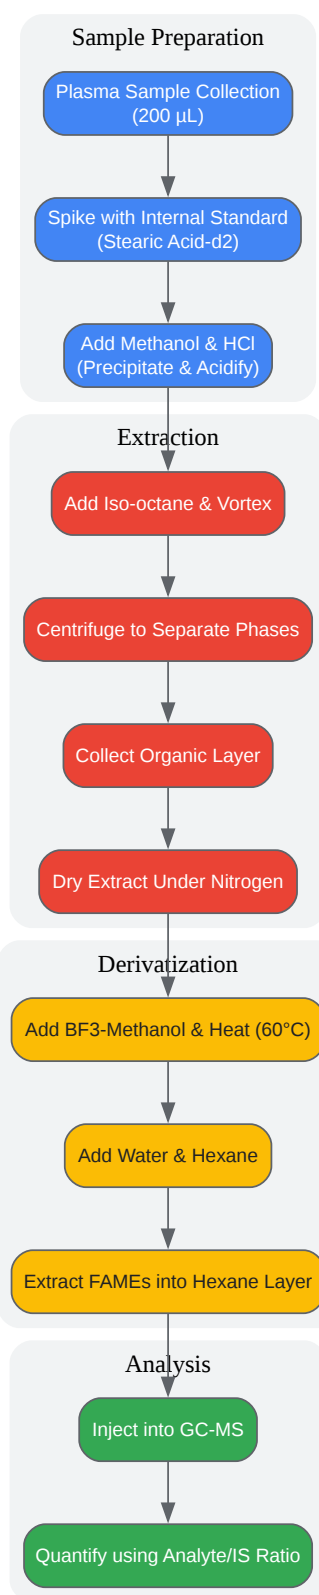 Sample Preparation
Plasma Sample Collection
(200 µL)
Spike with Internal Standard
(Stearic Acid-d2)
Add Methanol & HCl
(Precipitate & Acidify)
Extraction
Add Iso-octane & Vortex
Centrifuge to Separate Phases
Collect Organic Layer
Dry Extract Under Nitrogen
Derivatization
Add BF3-Methanol & Heat (60°C)
Add Water & Hexane
Extract FAMEs into Hexane Layer
Analysis
Inject into GC-MS
Quantify using Analyte/IS Ratio